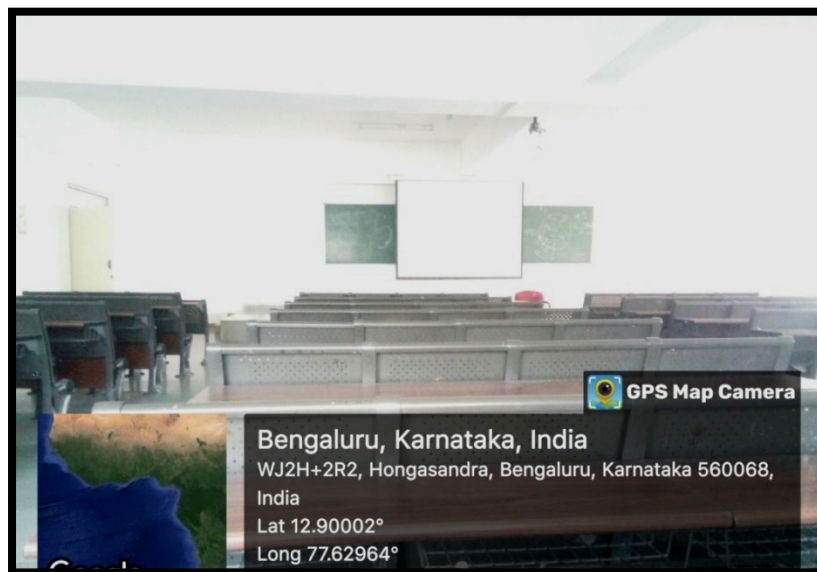 GPS Map Camera
Bengaluru, Karnataka, India
WJ2H+2R2, Hongasandra, Bengaluru, Karnataka 560068,
India
Lat 12.90002°
Long 77.62964°
Google